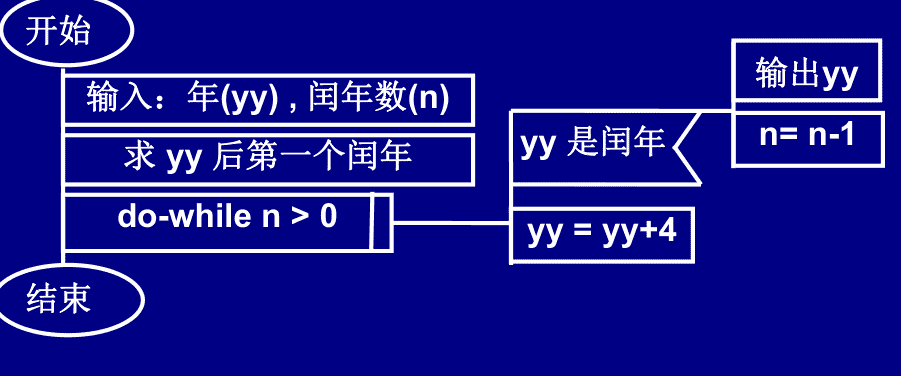 开始
输入：年(yy) , 闰年数(n)
求 yy 后第一个闰年
do-while n > 0
结束
yy 是闰年
yy = yy+4
输出yy
n= n-1